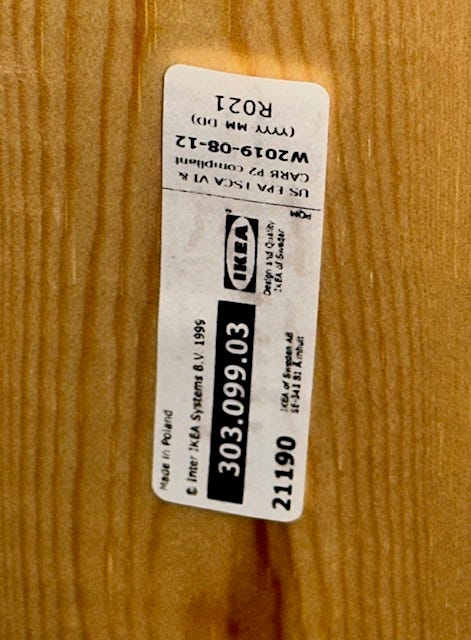 Made in Poland
© Inter IKEA Systems B.V. 1999
303.099.03
21190
IKEA of Sweden AB
SE-343 81 Älmhult
IKEA
Design and Quality
IKEA of Sweden
PQM
US EPA TSCA VI &
CARB P2 compliant
W2019-08-12
(YYYY-MM-DD)
R021